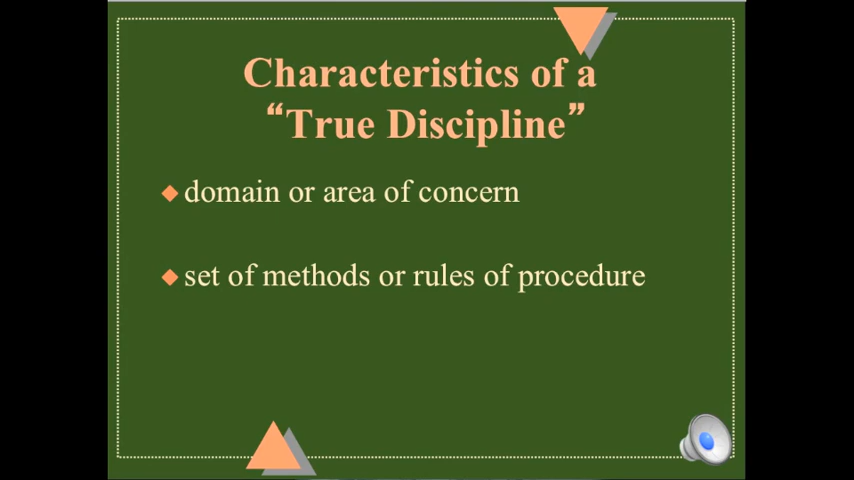 Characteristics of a
“True Discipline”
domain or area of concern
set of methods or rules of procedure